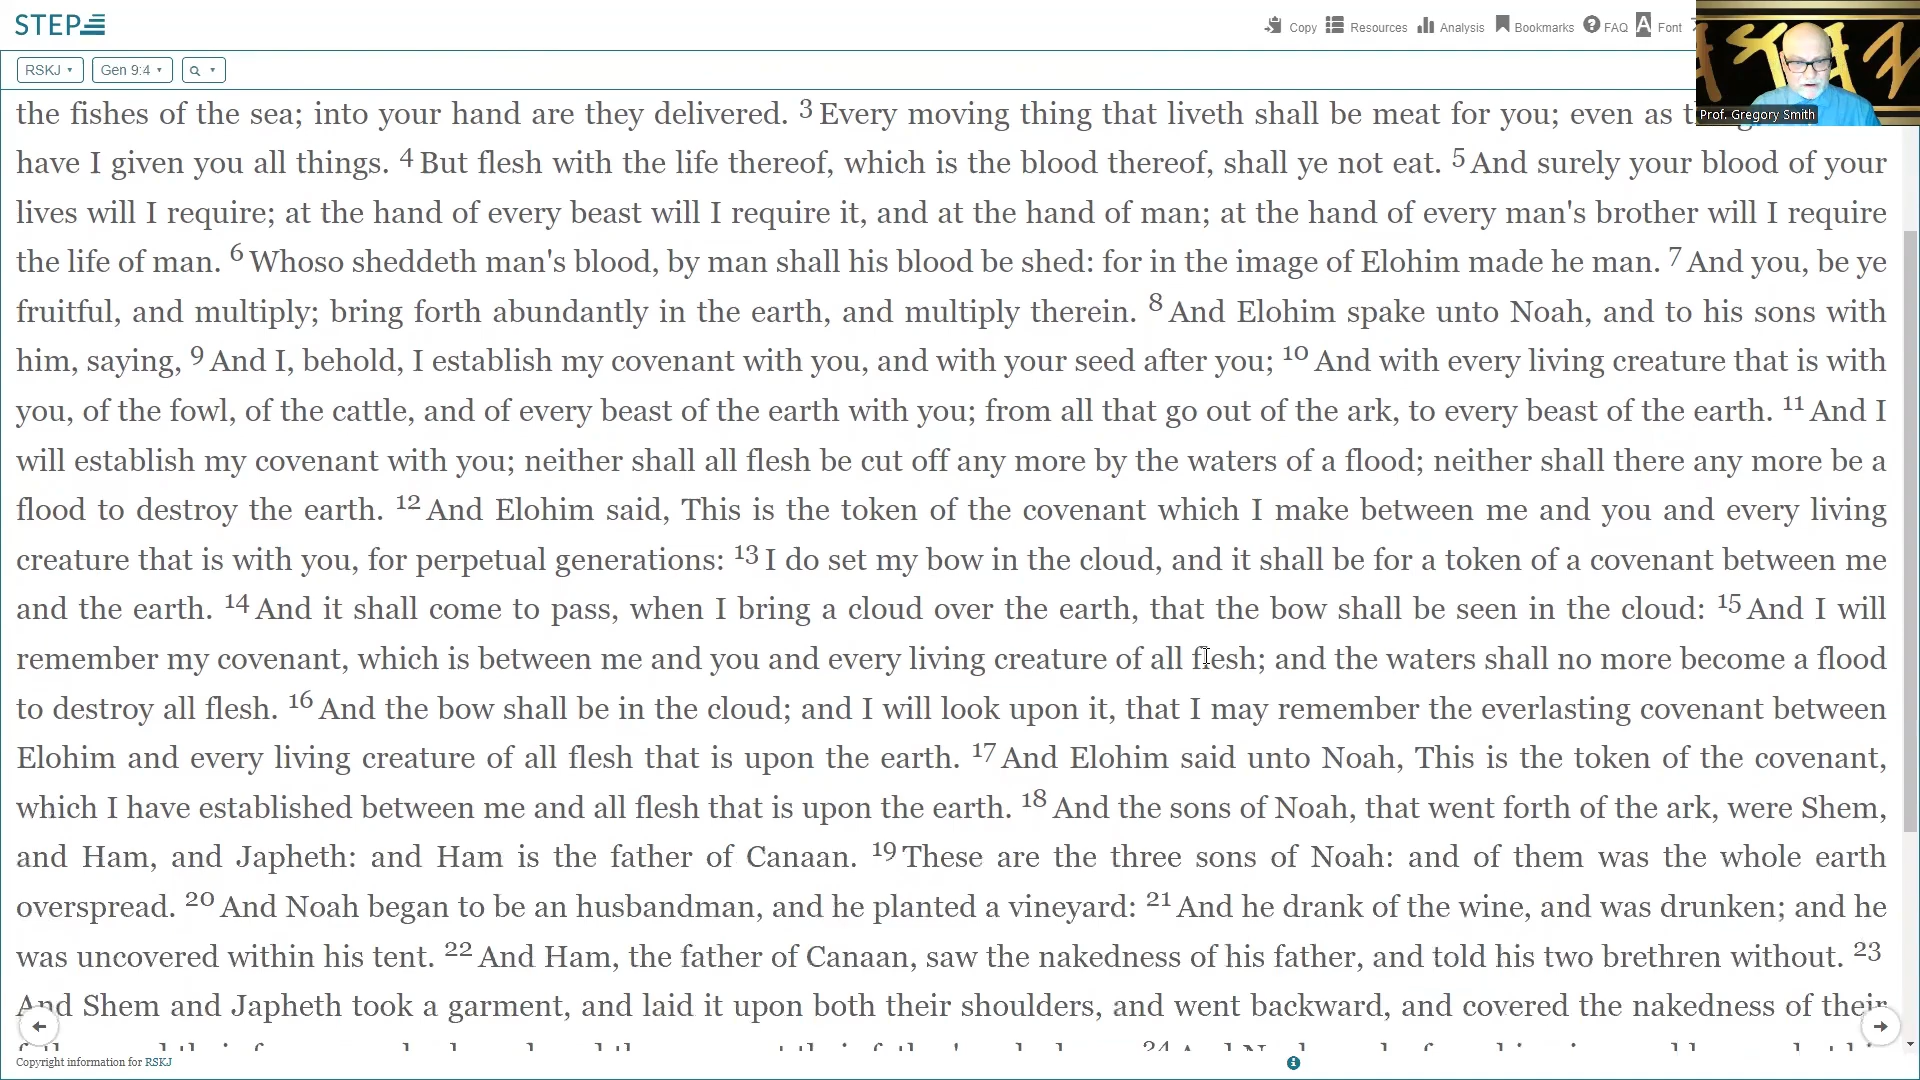 STEP
Copy Resources Analysis Bookmarks FAQ A Font
RSKJ Gen 9:4
Prof. Gregory Smith
the fishes of the sea; into your hand are they delivered. 3 Every moving thing that liveth shall be meat for you; even as
have I given you all things. 4 But flesh with the life thereof, which is the blood thereof, shall ye not eat. 5 And surely your blood of your
lives will I require; at the hand of every beast will I require it, and at the hand of man; at the hand of every man's brother will I require
the life of man. 6 Whoso sheddeth man's blood, by man shall his blood be shed: for in the image of Elohim made he man. 7 And you, be ye
fruitful, and multiply; bring forth abundantly in the earth, and multiply therein. 8 And Elohim spake unto Noah, and to his sons with
him, saying, 9 And I, behold, I establish my covenant with you, and with your seed after you; 10 And with every living creature that is with
you, of the fowl, of the cattle, and of every beast of the earth with you; from all that go out of the ark, to every beast of the earth. 11 And I
will establish my covenant with you; neither shall all flesh be cut off any more by the waters of a flood; neither shall there any more be a
flood to destroy the earth. 12 And Elohim said, This is the token of the covenant which I make between me and you and every living
creature that is with you, for perpetual generations: 13 I do set my bow in the cloud, and it shall be for a token of a covenant between me
and the earth. 14 And it shall come to pass, when I bring a cloud over the earth, that the bow shall be seen in the cloud: 15 And I will
remember my covenant, which is between me and you and every living creature of all flesh; and the waters shall no more become a flood
to destroy all flesh. 16 And the bow shall be in the cloud; and I will look upon it, that I may remember the everlasting covenant between
Elohim and every living creature of all flesh that is upon the earth. 17 And Elohim said unto Noah, This is the token of the covenant,
which I have established between me and all flesh that is upon the earth. 18 And the sons of Noah, that went forth of the ark, were Shem,
and Ham, and Japheth: and Ham is the father of Canaan. 19 These are the three sons of Noah: and of them was the whole earth
overspread. 20 And Noah began to be an husbandman, and he planted a vineyard: 21 And he drank of the wine, and was drunken; and he
was uncovered within his tent. 22 And Ham, the father of Canaan, saw the nakedness of his father, and told his two brethren without. 23
And Shem and Japheth took a garment, and laid it upon both their shoulders, and went backward, and covered the nakedness of their
Copyright information for RSKJ